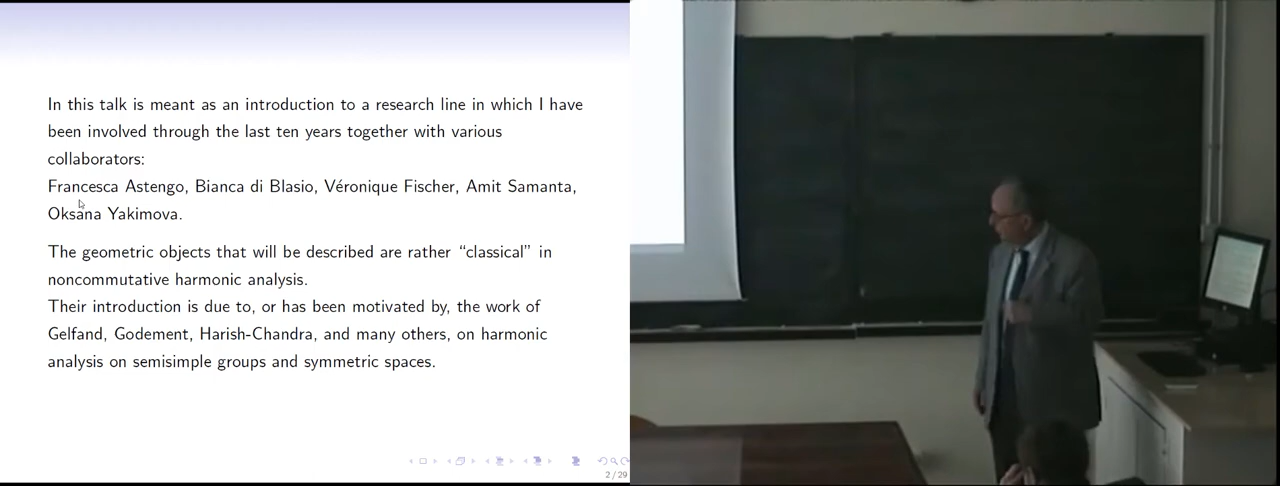 In this talk is meant as an introduction to a research line in which I have
been involved through the last ten years together with various
collaborators:
Francesca Astengo, Bianca di Blasio, Véronique Fischer, Amit Samanta,
Oksana Yakimova.
The geometric objects that will be described are rather “classical” in
noncommutative harmonic analysis.
Their introduction is due to, or has been motivated by, the work of
Gelfand, Godement, Harish-Chandra, and many others, on harmonic
analysis on semisimple groups and symmetric spaces.
2 / 29